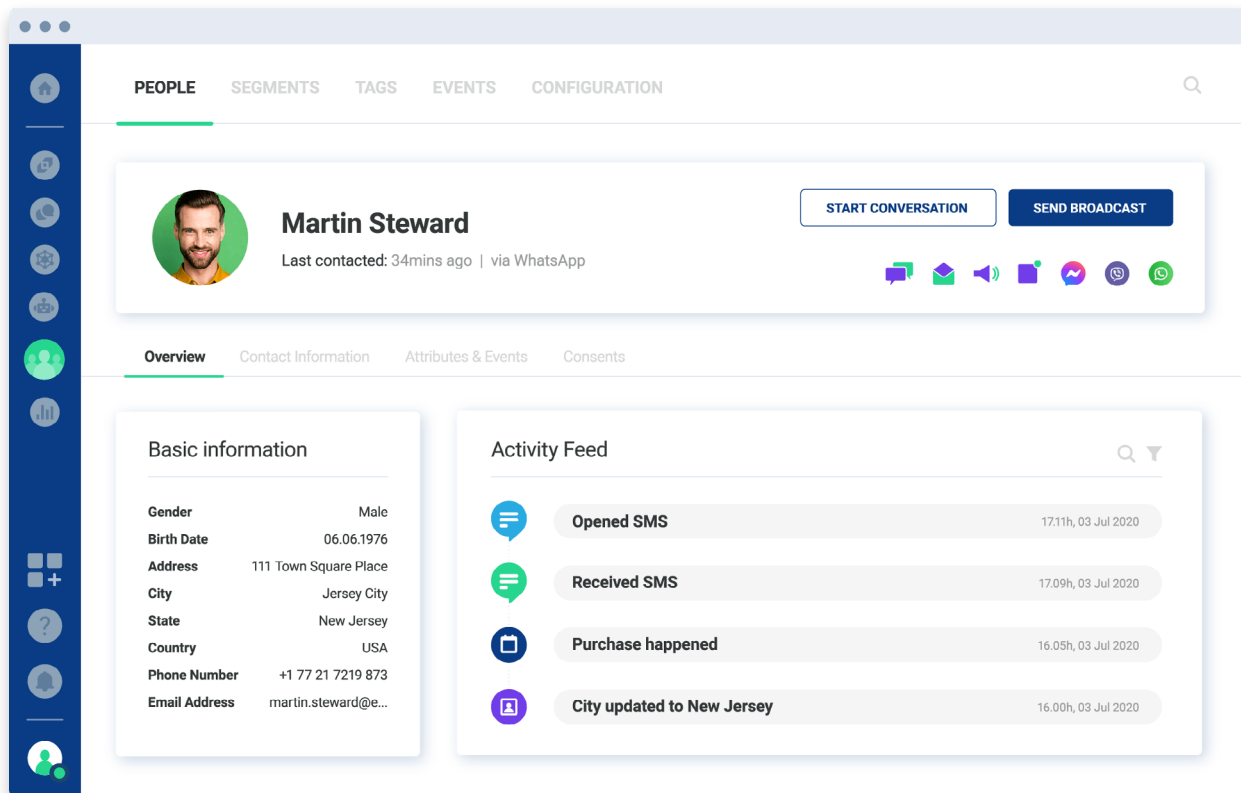 PEOPLE SEGMENTS TAGS EVENTS CONFIGURATION
Martin Steward
Last contacted: 34mins ago | via WhatsApp
START CONVERSATION SEND BROADCAST
Overview Contact Information Attributes & Events Consents
Basic information
Gender Male
Birth Date 06.06.1976
Address 111 Town Square Place
City Jersey City
State New Jersey
Country USA
Phone Number +1 77 21 7219 873
Email Address martin.steward@e...
Activity Feed
Opened SMS 17.11h, 03 Jul 2020
Received SMS 17.09h, 03 Jul 2020
Purchase happened 16.05h, 03 Jul 2020
City updated to New Jersey 16.00h, 03 Jul 2020